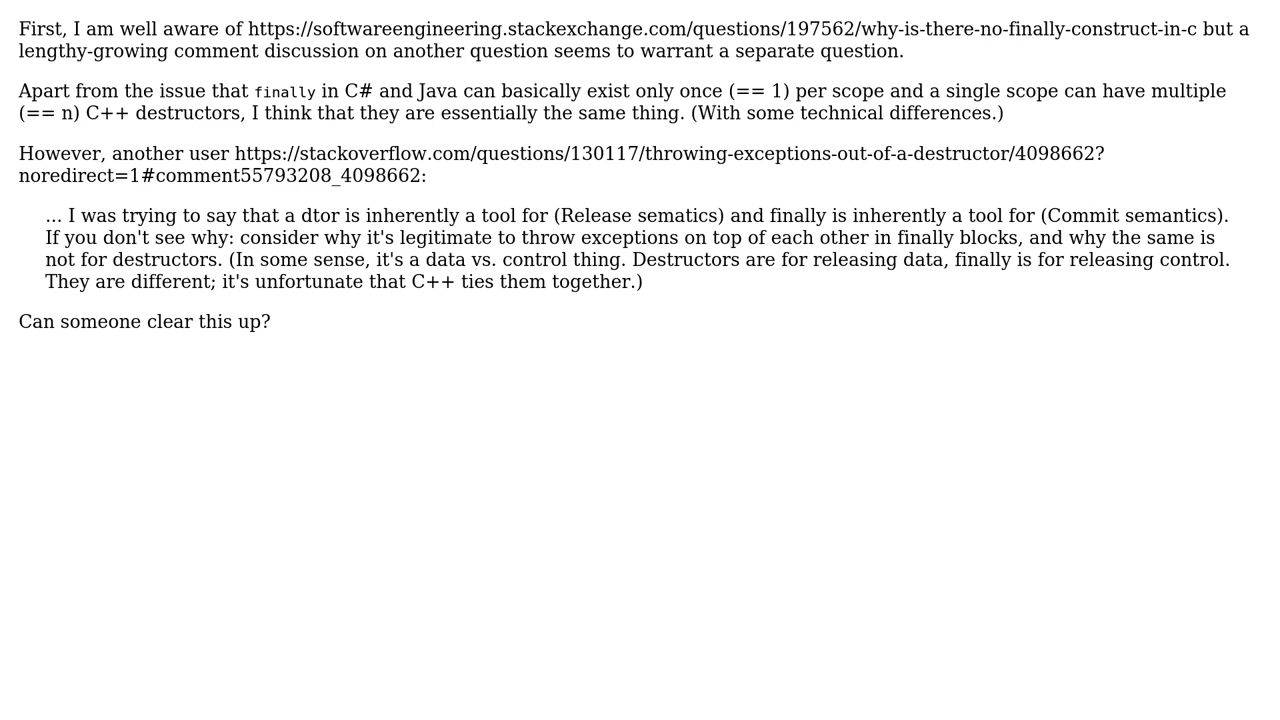 First, I am well aware of https://softwareengineering.stackexchange.com/questions/197562/why-is-there-no-finally-construct-in-c but a
lengthy-growing comment discussion on another question seems to warrant a separate question.
Apart from the issue that finally in C# and Java can basically exist only once (== 1) per scope and a single scope can have multiple
(== n) C++ destructors, I think that they are essentially the same thing. (With some technical differences.)
However, another user https://stackoverflow.com/questions/130117/throwing-exceptions-out-of-a-destructor/4098662?
noredirect=1#comment55793208_4098662:
... I was trying to say that a dtor is inherently a tool for (Release sematics) and finally is inherently a tool for (Commit semantics).
If you don't see why: consider why it's legitimate to throw exceptions on top of each other in finally blocks, and why the same is
not for destructors. (In some sense, it's a data vs. control thing. Destructors are for releasing data, finally is for releasing control.
They are different; it's unfortunate that C++ ties them together.)
Can someone clear this up?